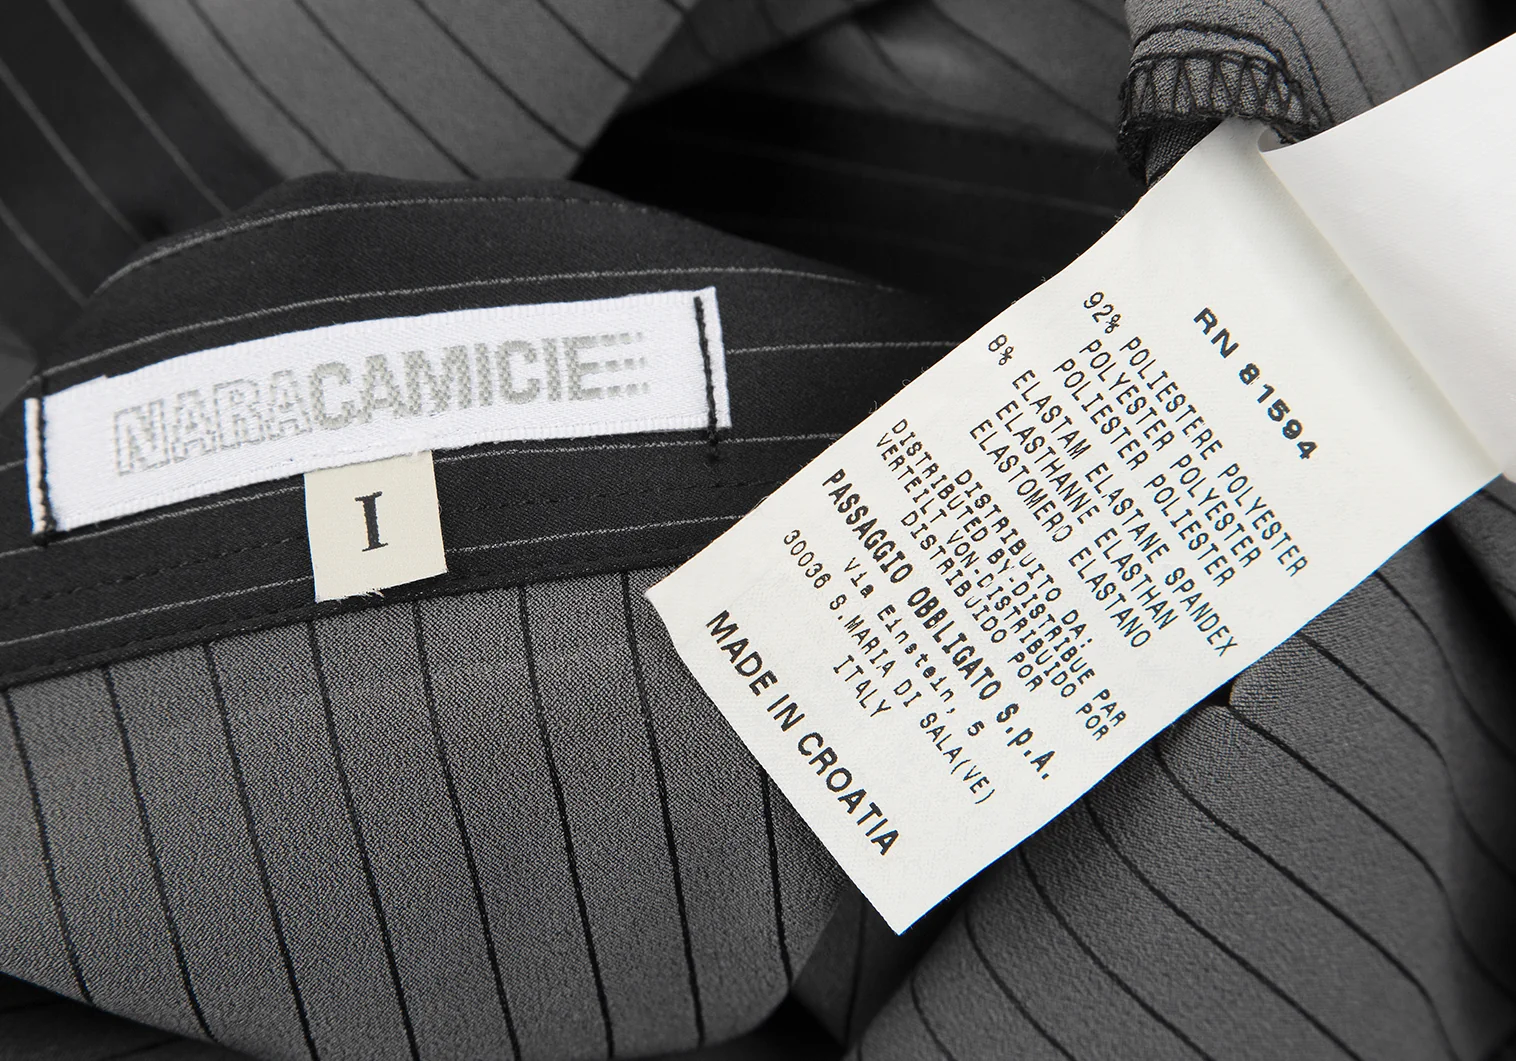 NARACAMICIE
I
RN 81594
92% POLIESTERE POLYESTER
POLYESTER POLYESTER
POLIESTER POLIESTER
8% ELASTAM ELASTANE SPANDEX
ELASTHANNE ELASTHAN
ELASTOMERO ELASTANO
DISTRIBUITO DA:
DISTRIBUTED BY-DISTRIBUE PAR
VERTEILT VON-DISTRIBUIDO POR
DISTRIBUIDO POR
PASSAGGIO OBBLIGATO S.p.A.
Via Einstein, 5
30036 S.MARIA DI SALA(VE)
ITALY
MADE IN CROATIA